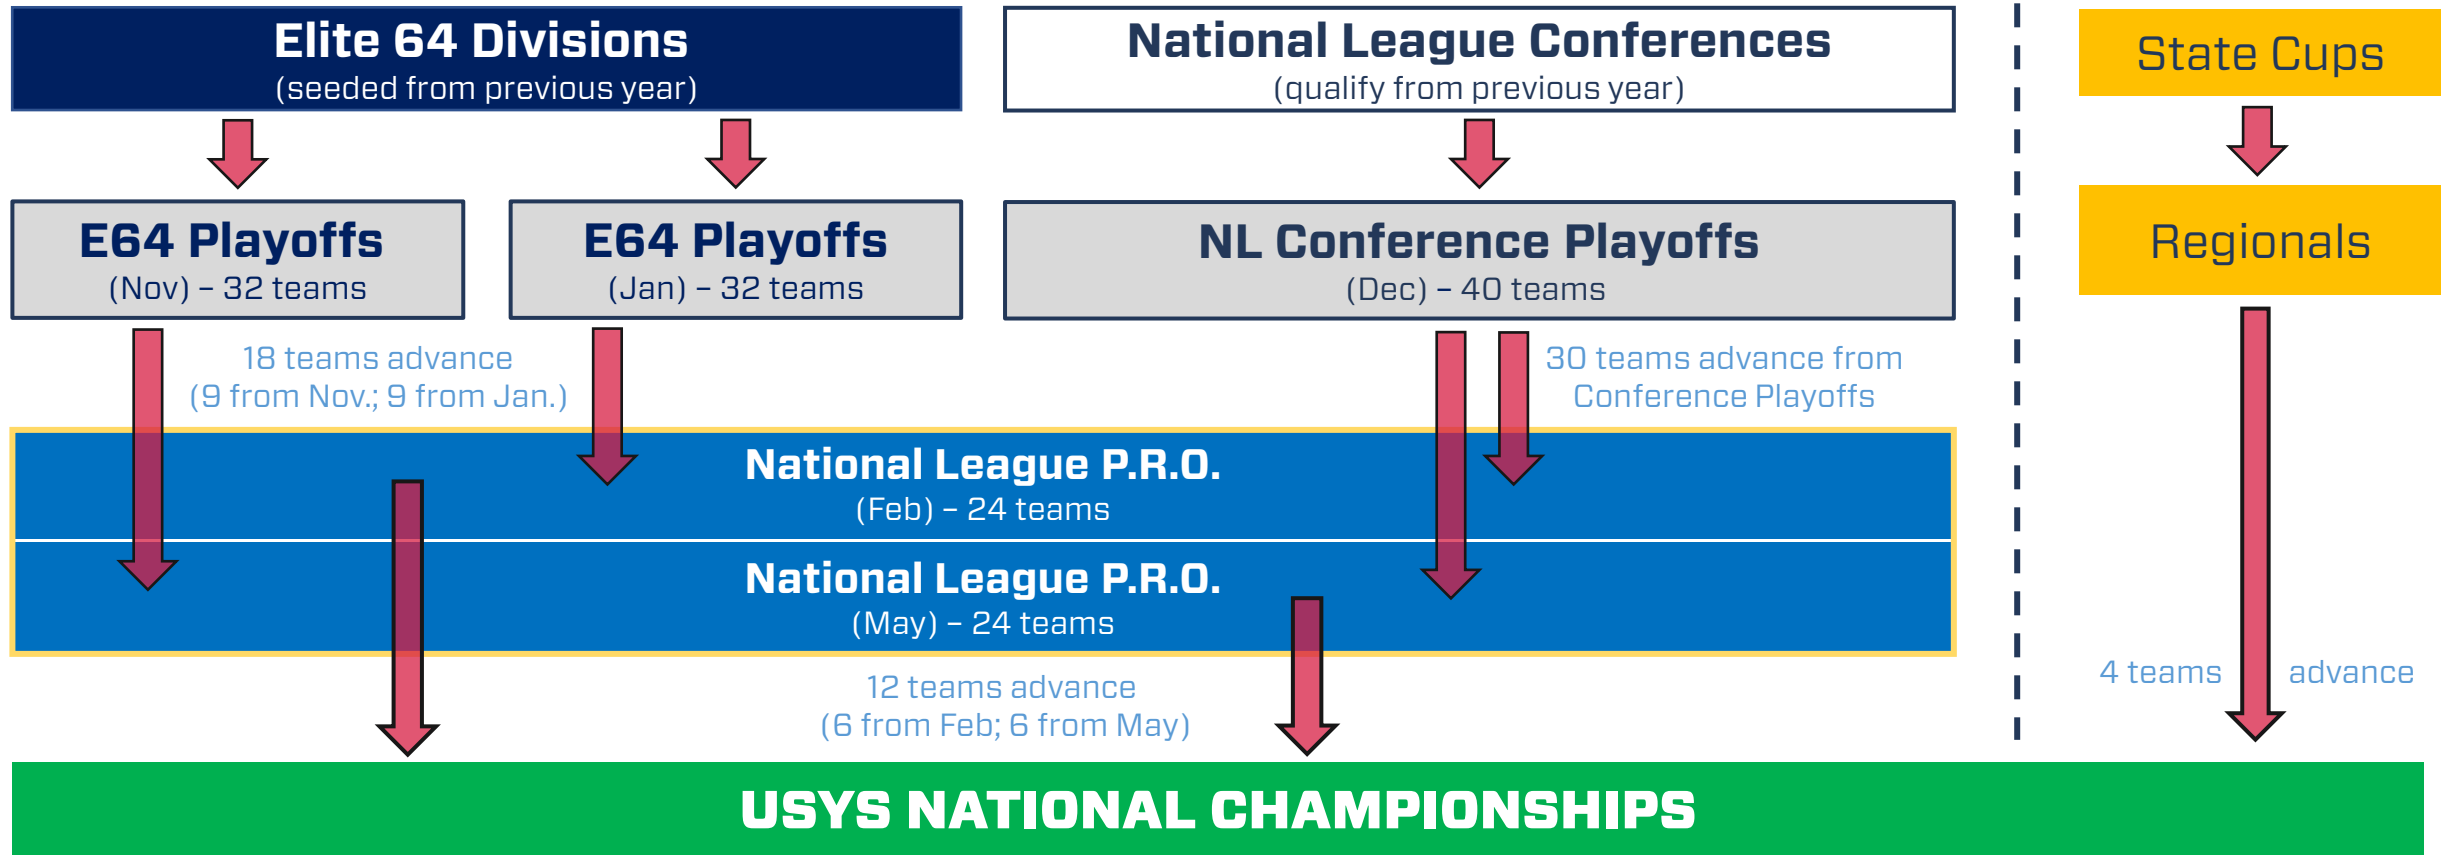 Elite 64 Divisions
(seeded from previous year)
National League Conferences
(qualify from previous year)
State Cups
E64 Playoffs
(Nov) – 32 teams
E64 Playoffs
(Jan) – 32 teams
NL Conference Playoffs
(Dec) – 40 teams
Regionals
18 teams advance
(9 from Nov.; 9 from Jan.)
30 teams advance from
Conference Playoffs
National League P.R.O.
(Feb) – 24 teams
National League P.R.O.
(May) – 24 teams
12 teams advance
(6 from Feb; 6 from May)
4 teams advance
USYS NATIONAL CHAMPIONSHIPS